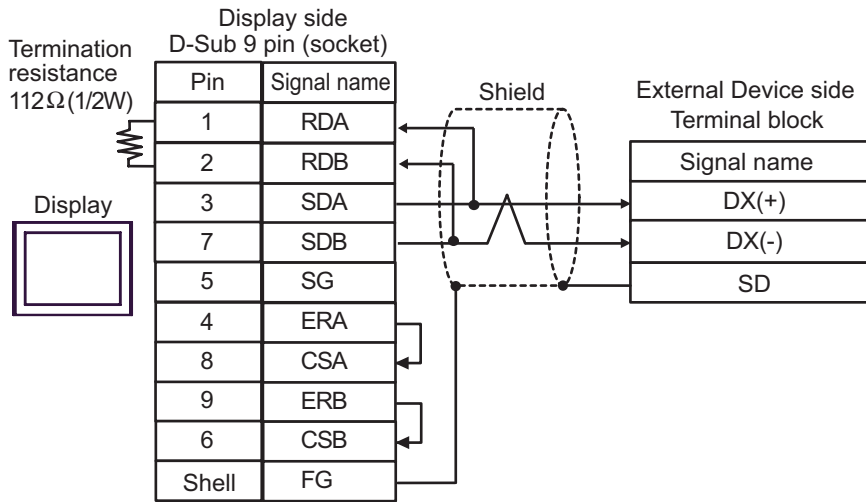 Display side
D-Sub 9 pin (socket)
Termination
resistance
112Ω(1/2W)
Pin Signal name
1 RDA
2 RDB
3 SDA
7 SDB
5 SG
4 ERA
8 CSA
9 ERB
6 CSB
Shell FG
Display
Shield
External Device side
Terminal block
Signal name
DX(+)
DX(-)
SD